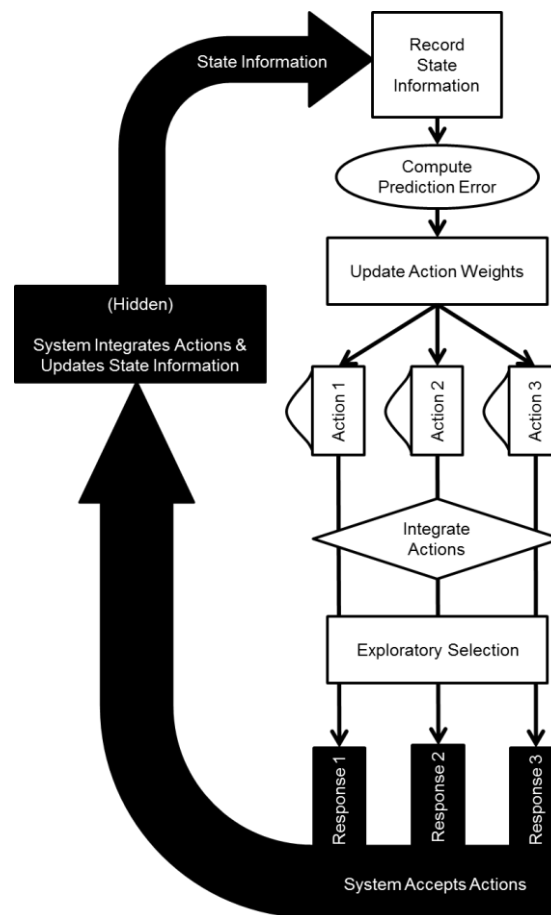 State Information
Record
State
Information
Compute
Prediction Error
Update Action Weights
(Hidden)
System Integrates Actions &
Updates State Information
Action 1
Action 2
Action 3
Integrate
Actions
Exploratory Selection
Response 1
Response 2
Response 3
System Accepts Actions